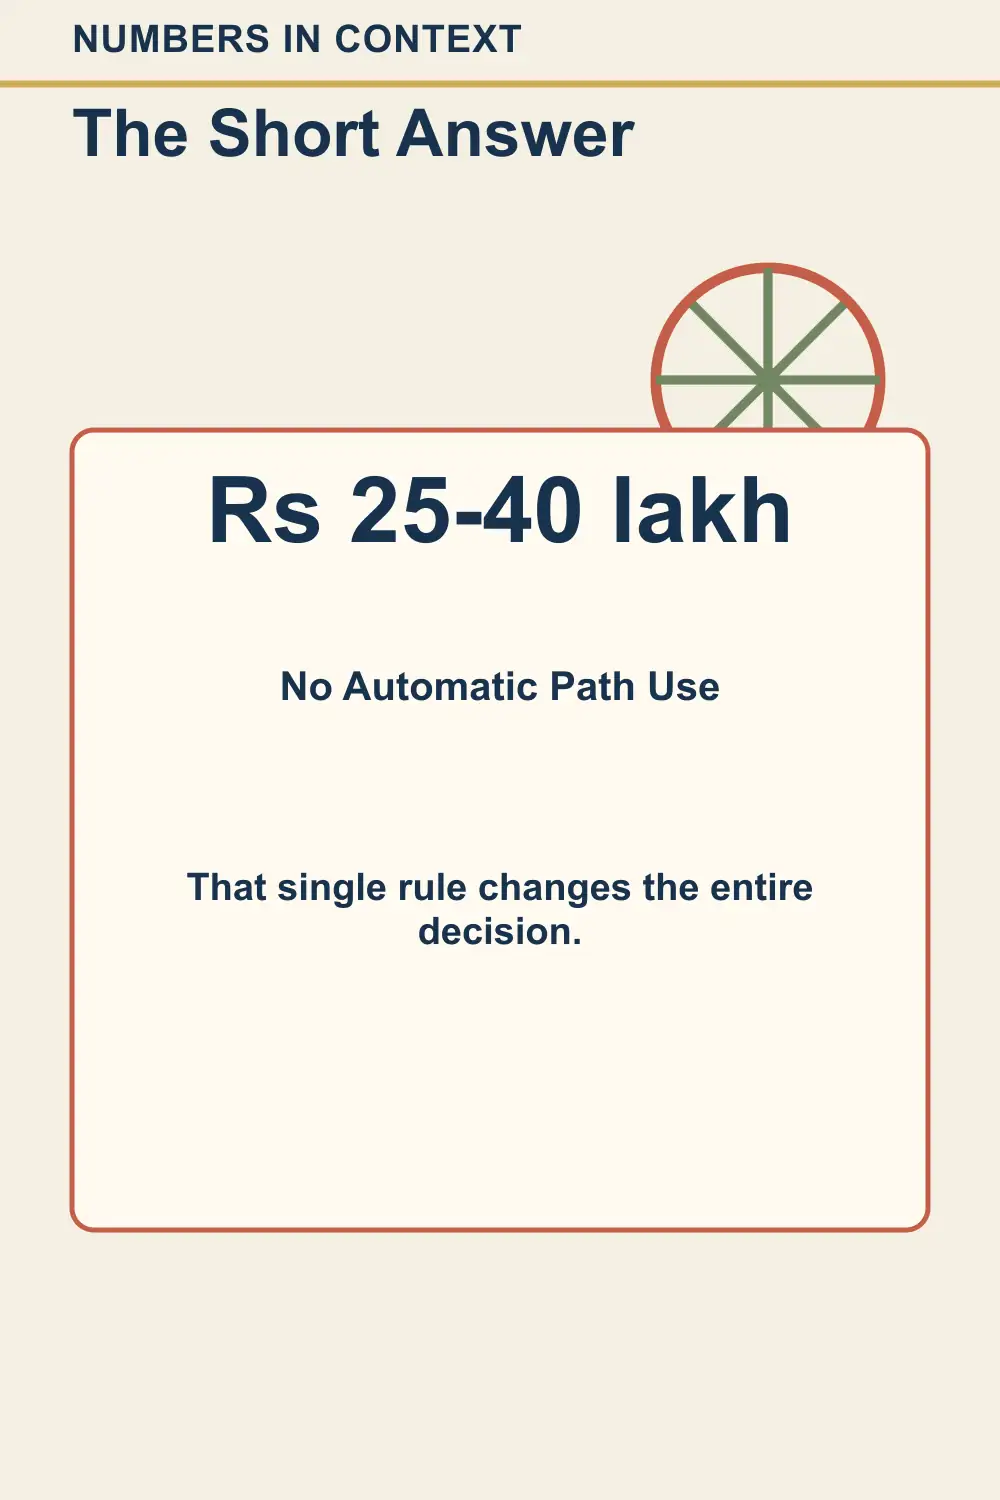 NUMBERS IN CONTEXT
The Short Answer
Rs 25-40 lakh
No Automatic Path Use
That single rule changes the entire
decision.